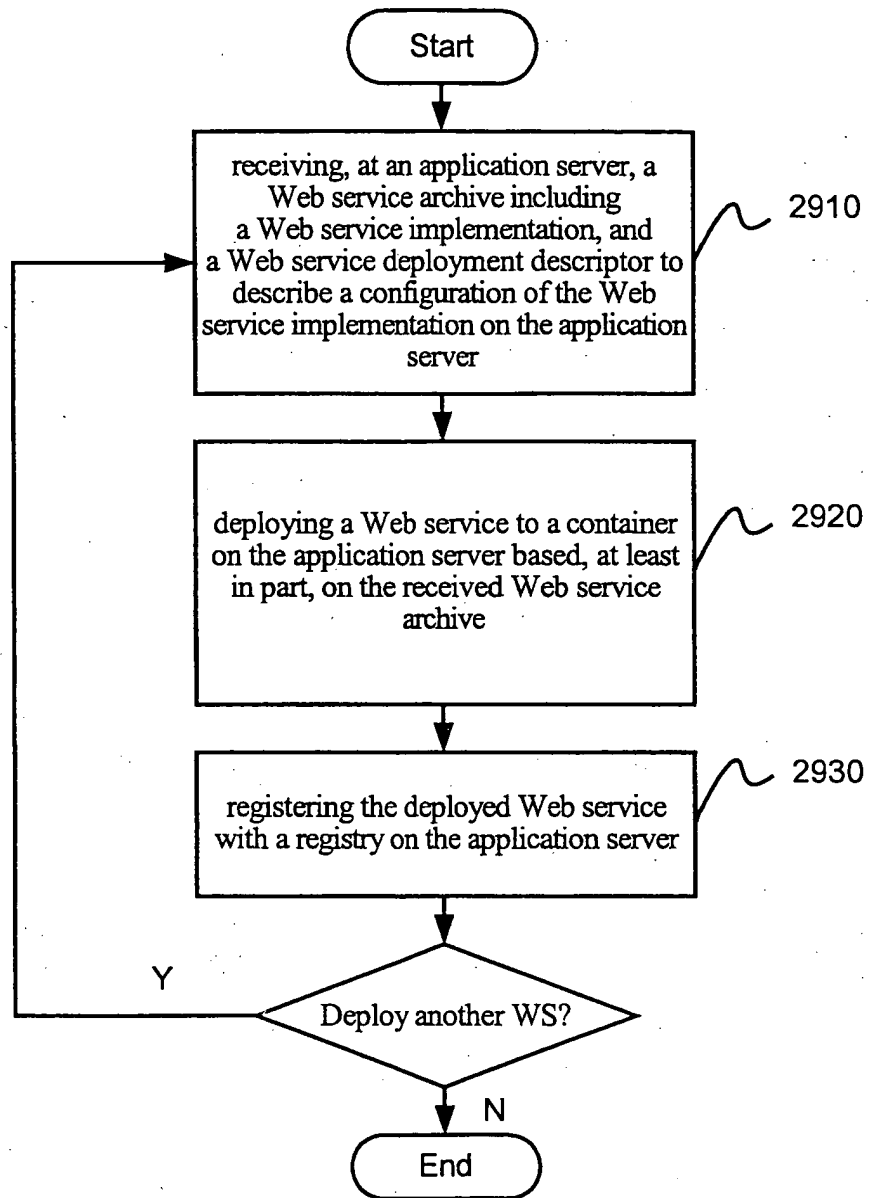 Start
receiving, at an application server, a
Web service archive including
a Web service implementation, and
a Web service deployment descriptor to
describe a configuration of the Web
service implementation on the application
server
2910
deploying a Web service to a container
on the application server based, at least
in part, on the received Web service
archive
2920
registering the deployed Web service
with a registry on the application server
2930
Deploy another WS?
Y
N
End